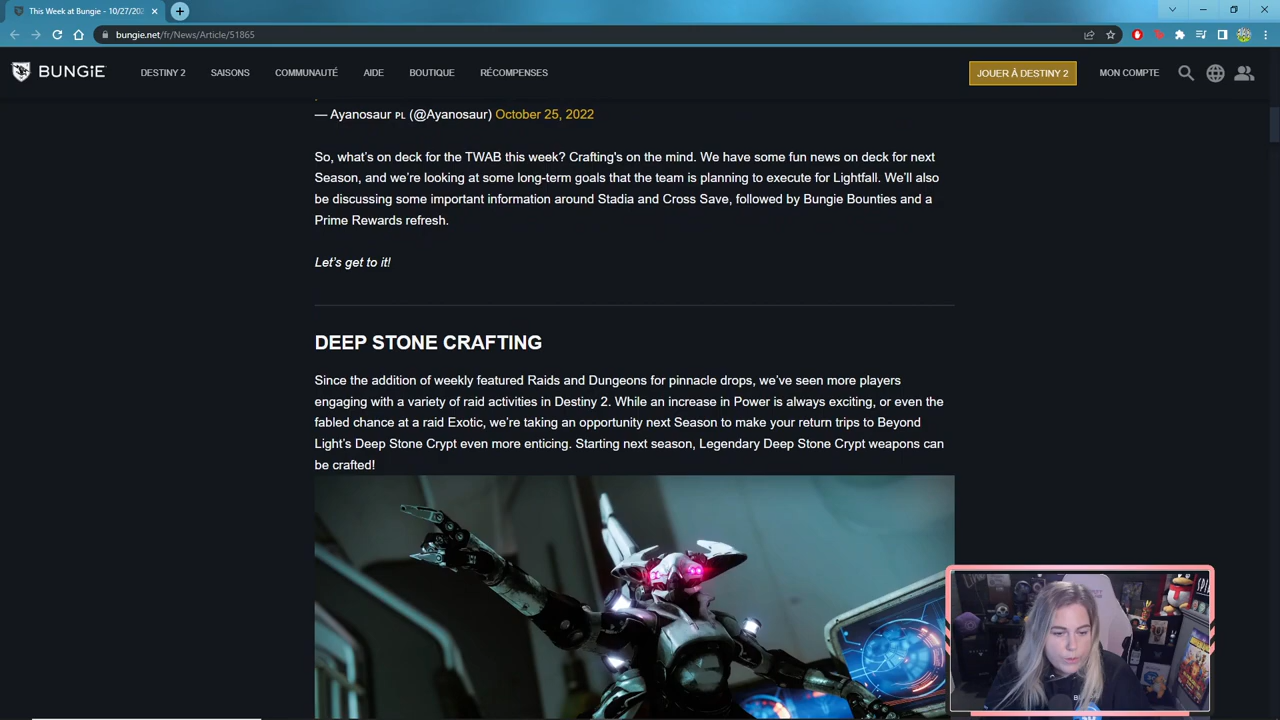 This Week at Bungie - 10/27/202
bungie.net/fr/News/Article/51865
BUNGiE
DESTINY 2
SAISONS
COMMUNAUTÉ
AIDE
BOUTIQUE
RÉCOMPENSES
JOUER À DESTINY 2
MON COMPTE
— Ayanosaur ᴘʟ (@Ayanosaur) October 25, 2022
So, what's on deck for the TWAB this week? Crafting's on the mind. We have some fun news on deck for next
Season, and we're looking at some long-term goals that the team is planning to execute for Lightfall. We'll also
be discussing some important information around Stadia and Cross Save, followed by Bungie Bounties and a
Prime Rewards refresh.
Let's get to it!
DEEP STONE CRAFTING
Since the addition of weekly featured Raids and Dungeons for pinnacle drops, we've seen more players
engaging with a variety of raid activities in Destiny 2. While an increase in Power is always exciting, or even the
fabled chance at a raid Exotic, we're taking an opportunity next Season to make your return trips to Beyond
Light's Deep Stone Crypt even more enticing. Starting next season, Legendary Deep Stone Crypt weapons can
be crafted!